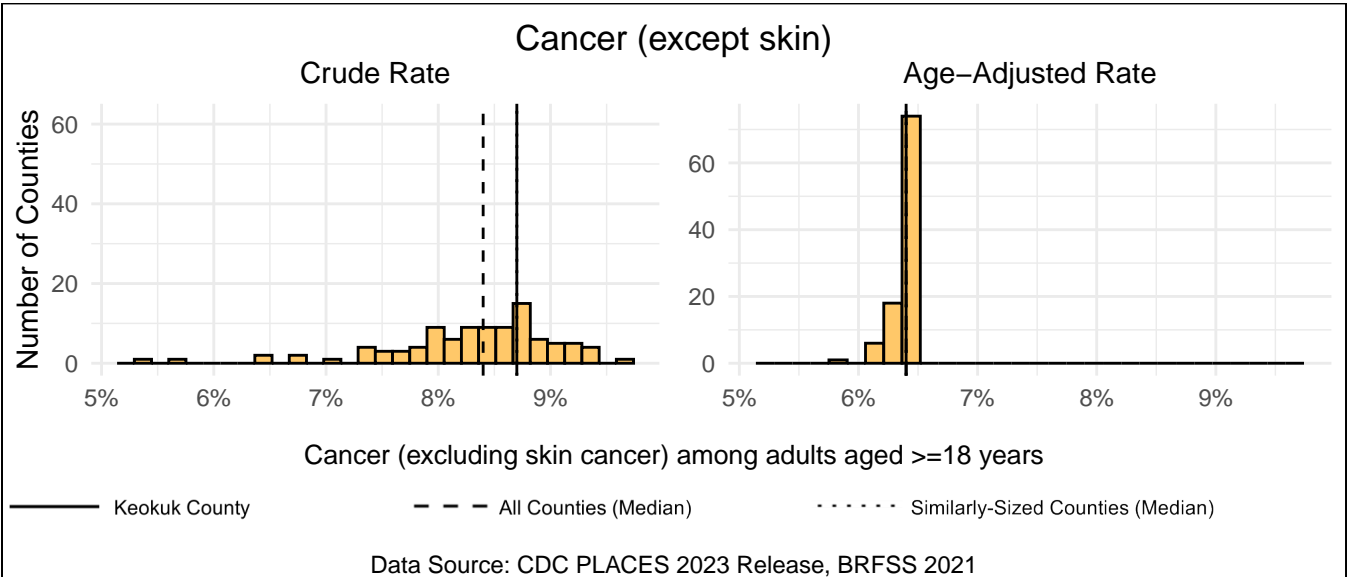 Cancer (except skin)
Crude Rate
Age−Adjusted Rate
Number of Counties
60
40
20
0
5%
6%
7%
8%
9%
60
40
20
0
5%
6%
7%
8%
9%
Cancer (excluding skin cancer) among adults aged >=18 years
Keokuk County
All Counties (Median)
Similarly-Sized Counties (Median)
Data Source: CDC PLACES 2023 Release, BRFSS 2021